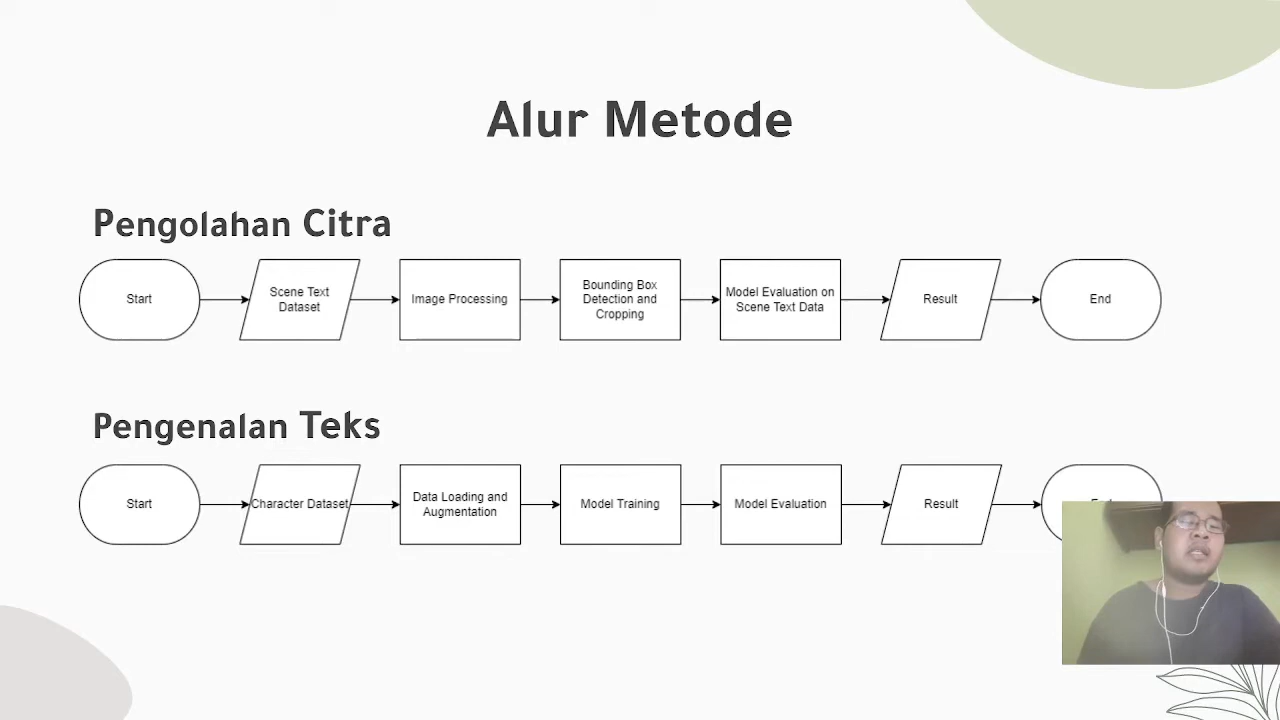 Alur Metode
Pengolahan Citra
Start
Scene Text
Dataset
Image Processing
Bounding Box
Detection and
Cropping
Model Evaluation on
Scene Text Data
Result
End
Pengenalan Teks
Start
Character Dataset
Data Loading and
Augmentation
Model Training
Model Evaluation
Result